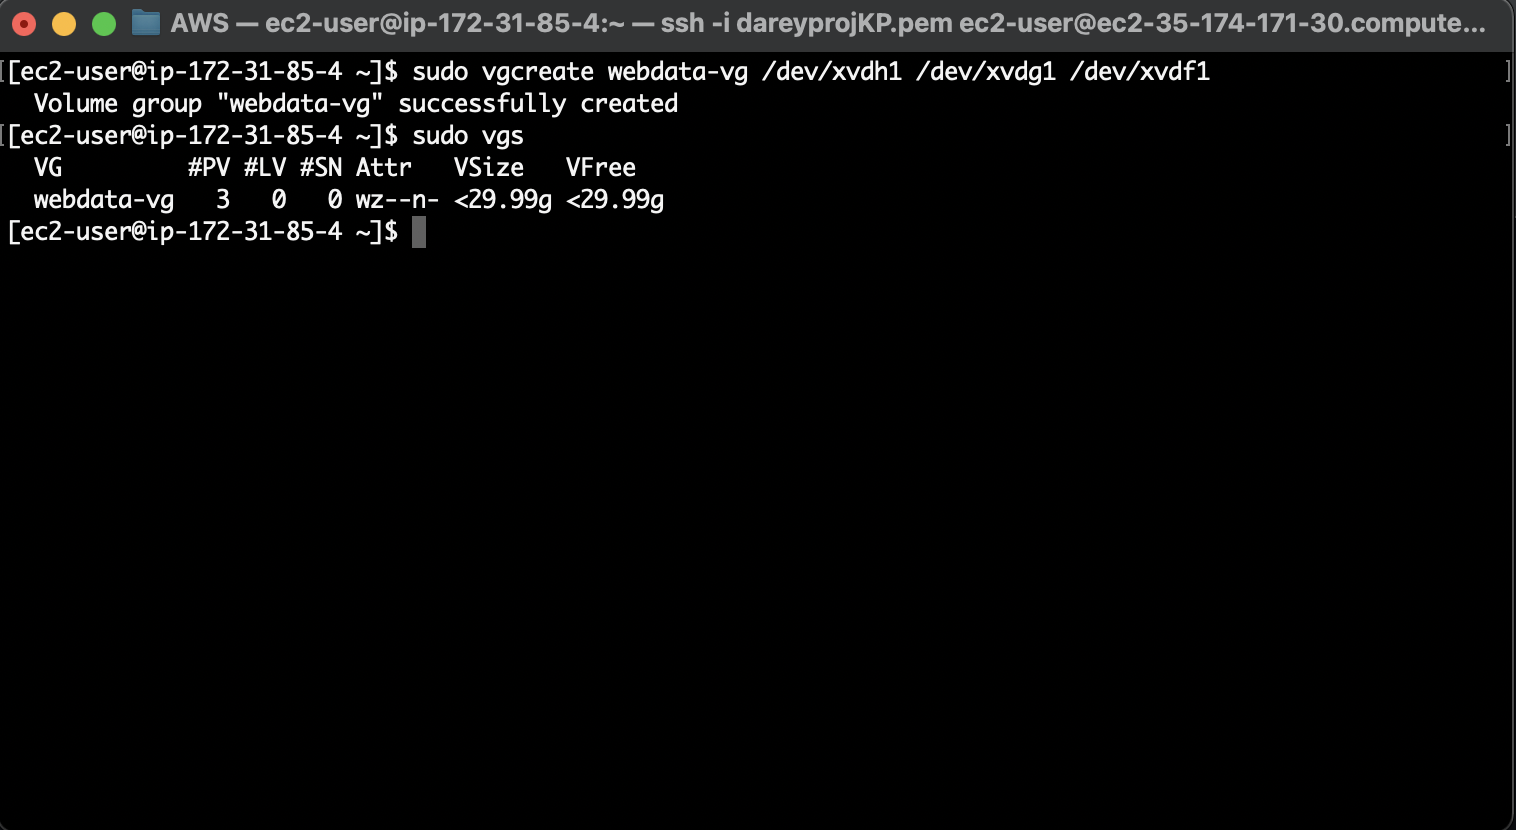 AWS — ec2-user@ip-172-31-85-4:~ — ssh -i dareyprojKP.pem ec2-user@ec2-35-174-171-30.compute...
[ec2-user@ip-172-31-85-4 ~]$ sudo vgcreate webdata-vg /dev/xvdh1 /dev/xvdg1 /dev/xvdf1
  Volume group "webdata-vg" successfully created
[ec2-user@ip-172-31-85-4 ~]$ sudo vgs
  VG         #PV #LV #SN Attr   VSize   VFree
  webdata-vg   3   0   0 wz--n- <29.99g <29.99g
[ec2-user@ip-172-31-85-4 ~]$